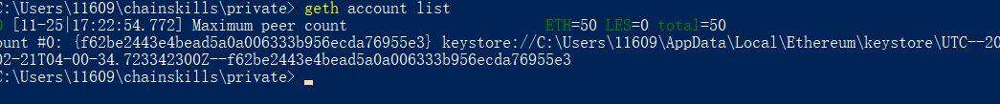 C:\Users\11609\chainskills\private> geth account list
[11-25|17:22:54.772] Maximum peer count ETH=50 LES=0 total=50
ount #0: {f62be2443e4bead5a0a006333b956ecda76955e3} keystore://C:\Users\11609\AppData\Local\Ethereum\keystore\UTC--20
02-21T04-00-34.723342300Z--f62be2443e4bead5a0a006333b956ecda76955e3
C:\Users\11609\chainskills\private>